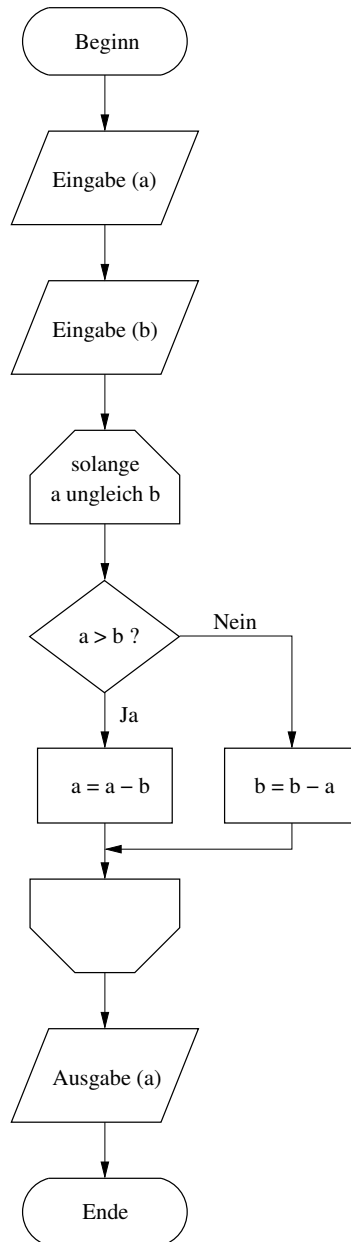 Beginn
Eingabe (a)
Eingabe (b)
solange
a ungleich b
a > b ?
Nein
Ja
a = a − b
b = b − a
Ausgabe (a)
Ende